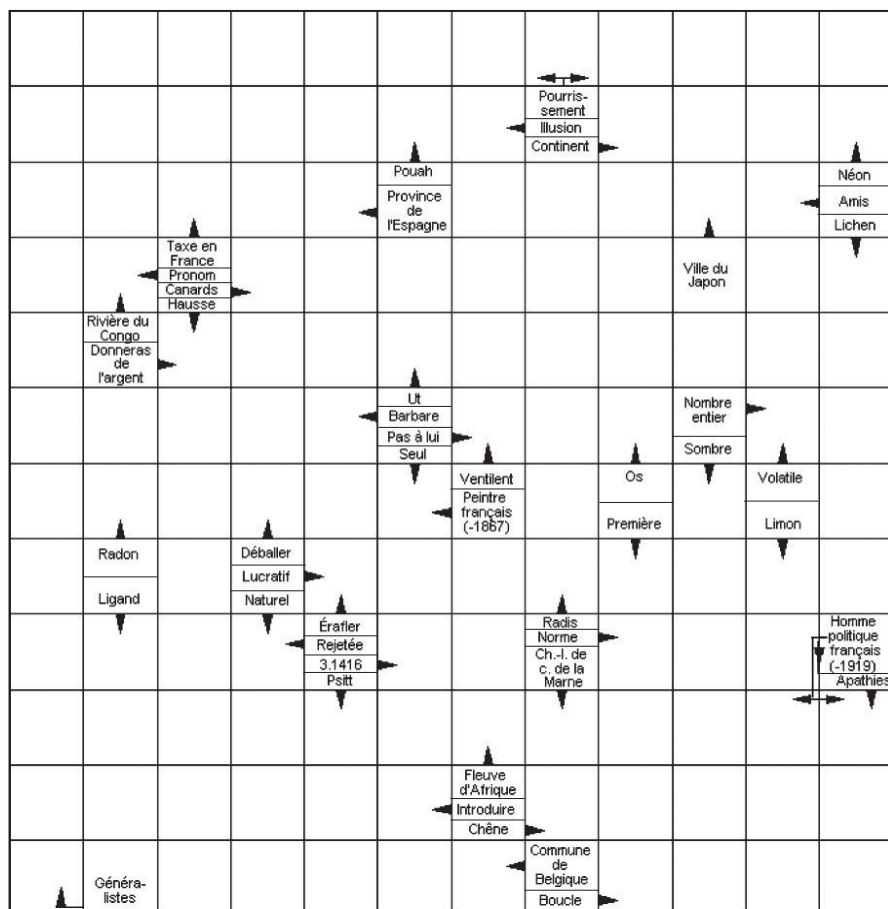 Pourris-
sement
Illusion
Continent
Pouah
Province
de
l'Espagne
Néon
Amis
Lichen
Taxe en
France
Pronom
Canards
Hausse
Ville du
Japon
Rivière du
Congo
Donneras
de
l'argent
Ut
Barbare
Pas à lui
Seul
Nombre
entier
Sombre
Ventilent
Peintre
français
(-1867)
Os
Première
Volatile
Limon
Radon
Ligand
Déballer
Lucratif
Naturel
Érafler
Rejetée
3.1416
Psitt
Radis
Norme
Ch.-l. de
c. de la
Marne
Homme
politique
français
(-1919)
Apathies
Fleuve
d'Afrique
Introduire
Chêne
Commune
de
Belgique
Boucle
Généra-
listes